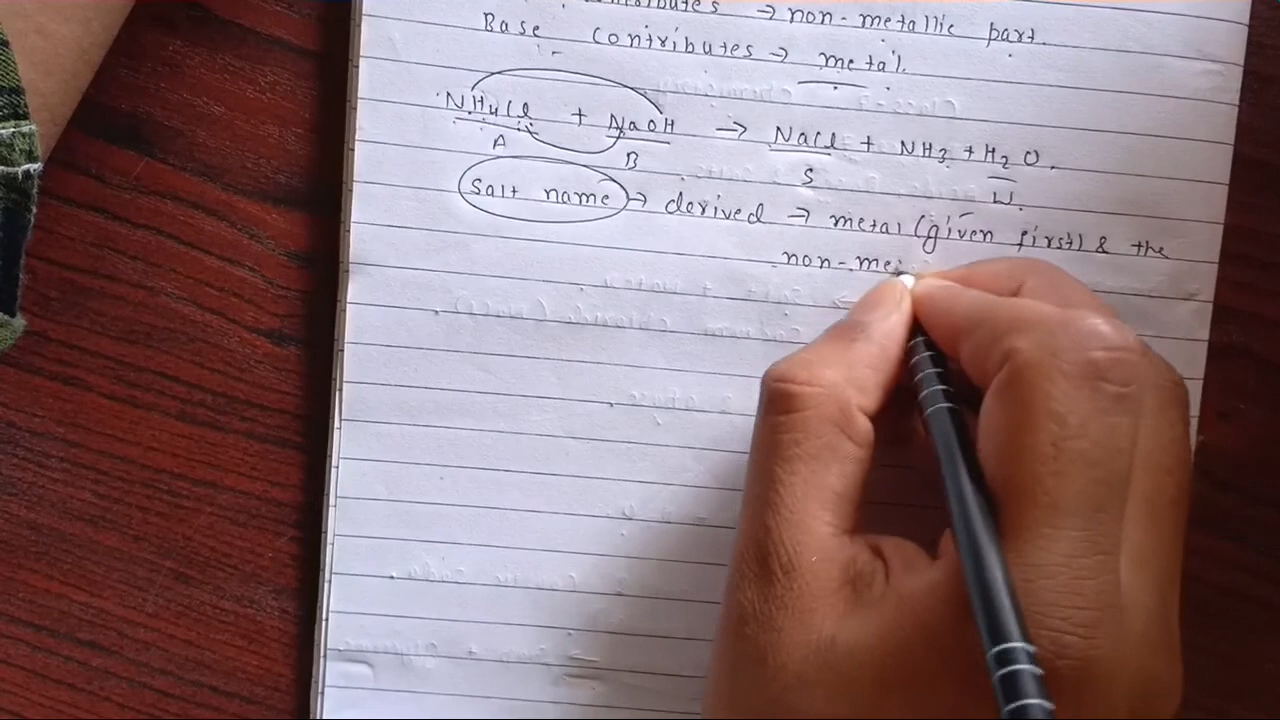 contributes → non-metallic part.
Base contributes → metal.
NH4Cl + NaOH → NaCl + NH3 + H2O.
A B S W.
Salt name → derived → metal (given first) & the
non-me